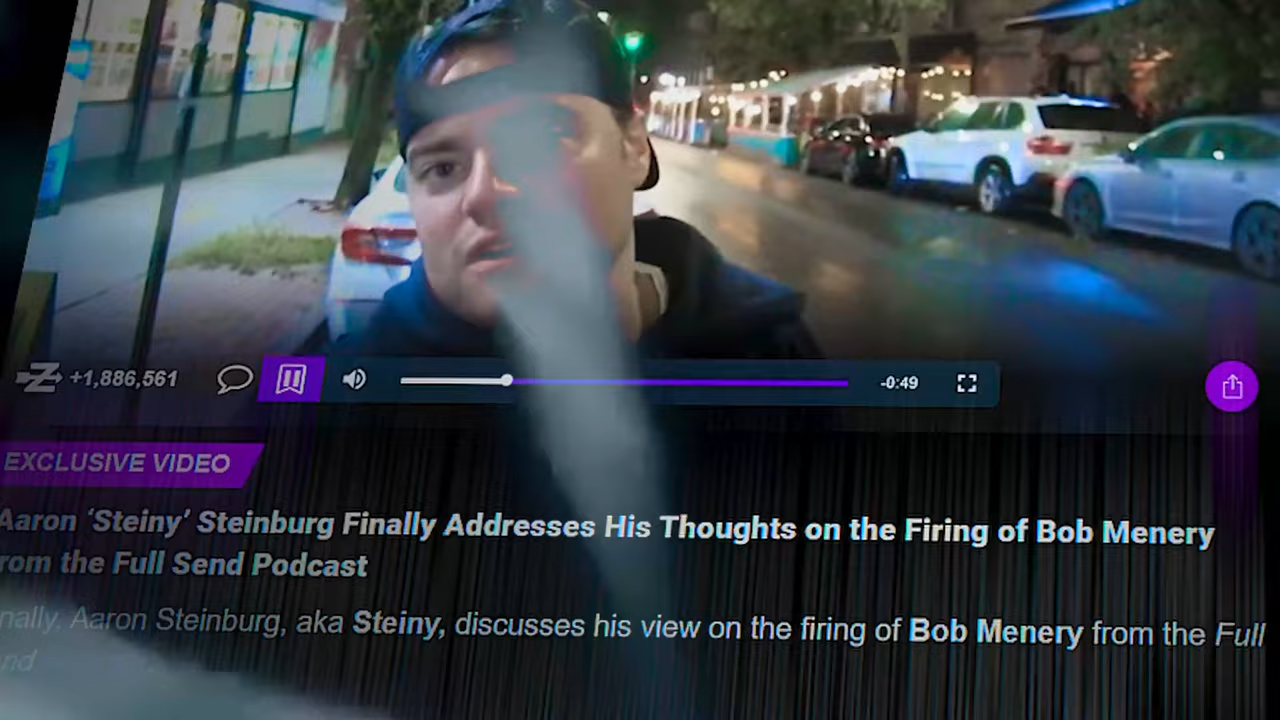 +1,886,561
-0:49
EXCLUSIVE VIDEO
Aaron ‘Steiny’ Steinburg Finally Addresses His Thoughts on the Firing of Bob Menery
rom the Full Send Podcast
nally, Aaron Steinburg, aka Steiny, discusses his view on the firing of Bob Menery from the Full
nd